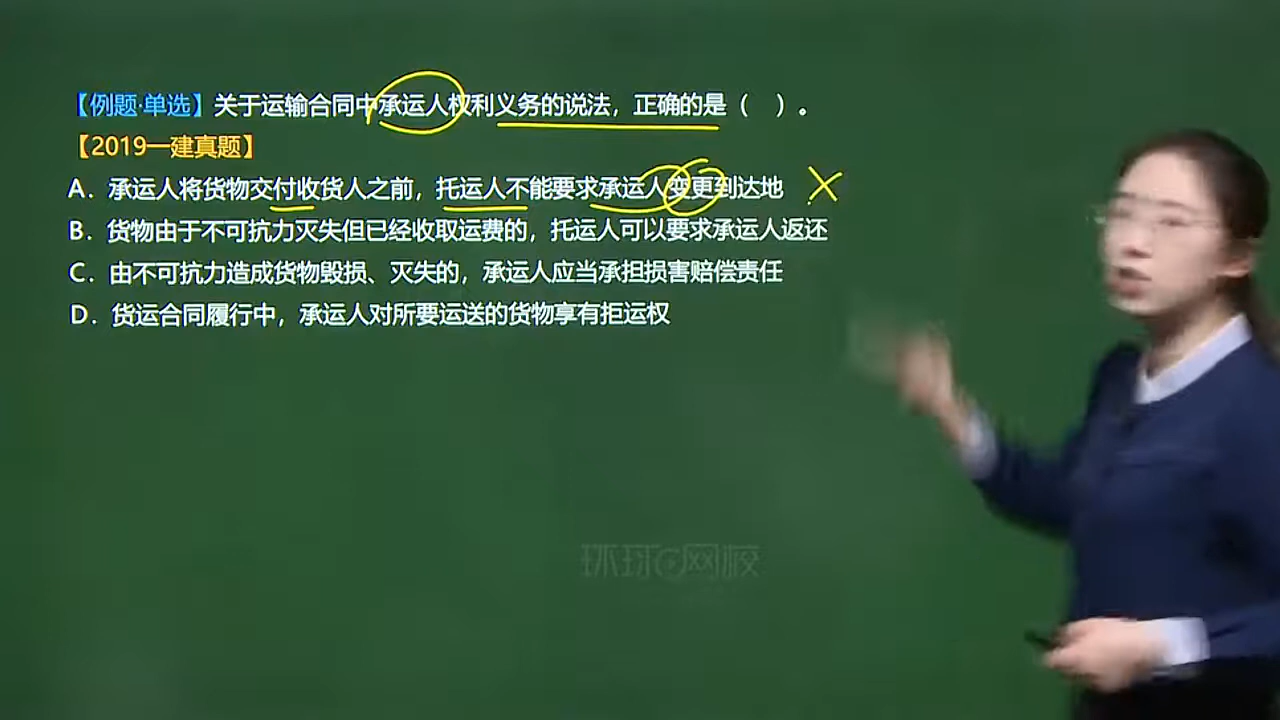 【例题·单选】关于运输合同中承运人权利义务的说法，正确的是（ ）。
【2019一建真题】
A．承运人将货物交付收货人之前，托运人不能要求承运人变更到达地
B．货物由于不可抗力灭失但已经收取运费的，托运人可以要求承运人返还
C．由不可抗力造成货物毁损、灭失的，承运人应当承担损害赔偿责任
D．货运合同履行中，承运人对所要运送的货物享有拒运权
环球网校